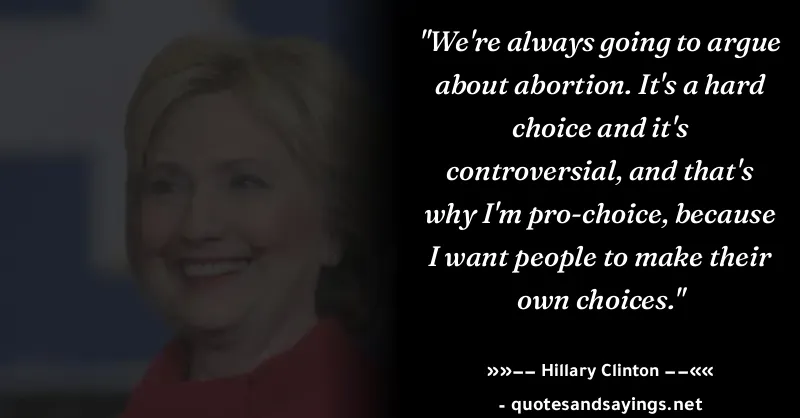 "We're always going to argue
about abortion. It's a hard
choice and it's
controversial, and that's
why I'm pro-choice, because
I want people to make their
own choices."
»»–– Hillary Clinton ––««
- quotesandsayings.net